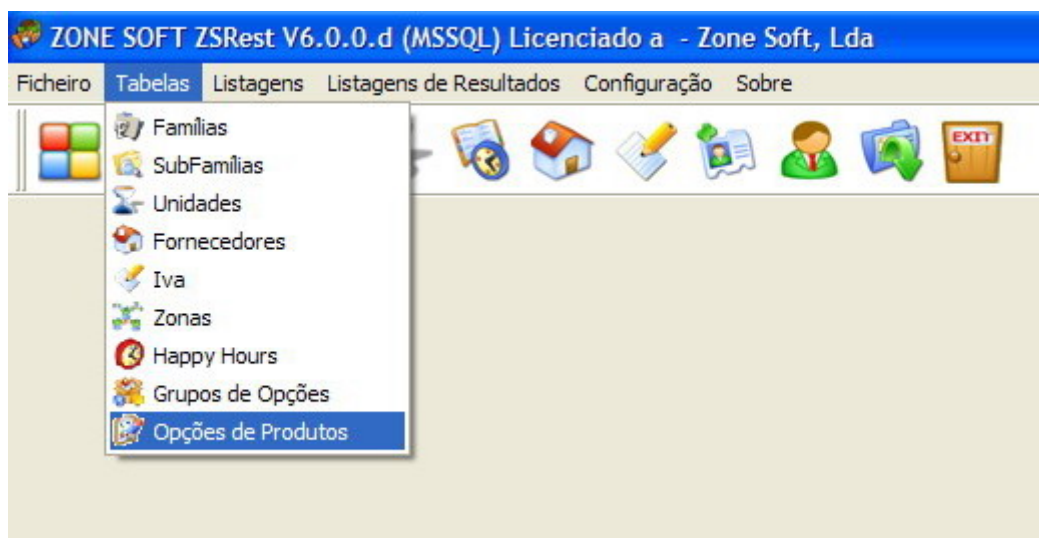 ZONE SOFT ZSRest V6.0.0.d (MSSQL) Licenciado a - Zone Soft, Lda
Ficheiro Tabelas Listagens Listagens de Resultados Configuração Sobre
EXIT
Famílias
SubFamílias
Unidades
Fornecedores
Iva
Zonas
Happy Hours
Grupos de Opções
Opções de Produtos